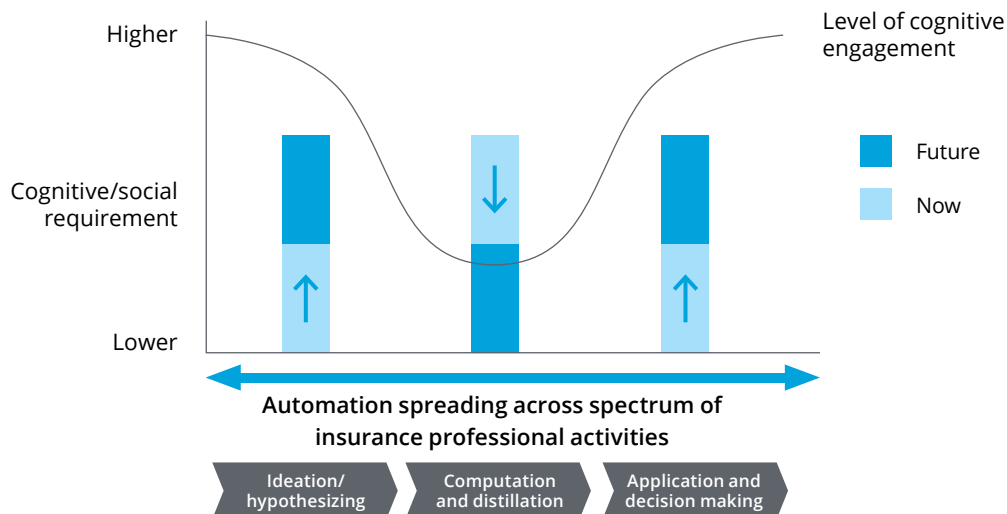 Higher
Level of cognitive
engagement
Future
Now
Cognitive/social
requirement
Lower
Automation spreading across spectrum of
insurance professional activities
Ideation/
hypothesizing
Computation
and distillation
Application and
decision making